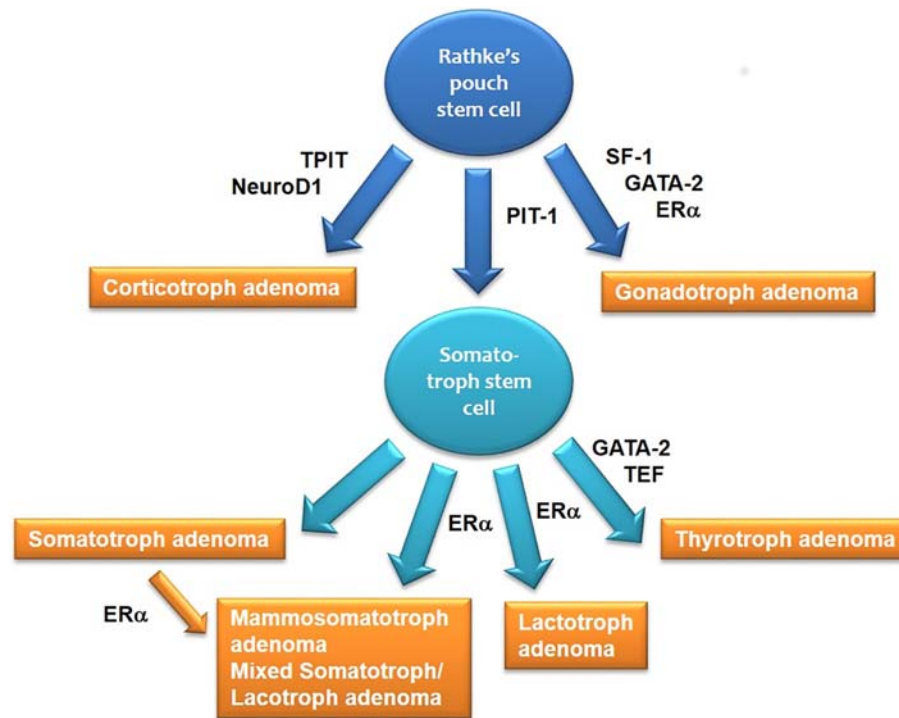 Rathke’s
pouch
stem cell
TPIT
NeuroD1
PIT-1
SF-1
GATA-2
ERα
Corticotroph adenoma
Gonadotroph adenoma
Somato-
troph stem
cell
GATA-2
TEF
ERα
ERα
Somatotroph adenoma
Thyrotroph adenoma
ERα
Mammosomatotroph
adenoma
Mixed Somatotroph/
Lacotroph adenoma
Lactotroph
adenoma